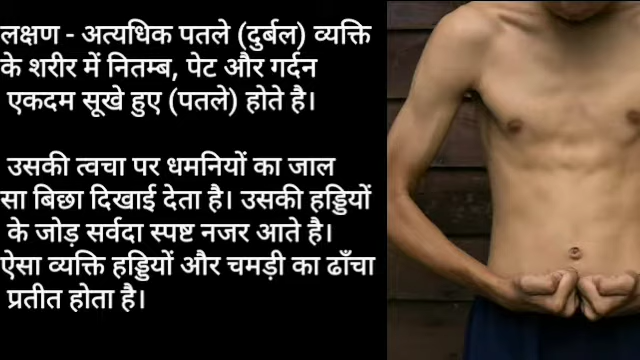 लक्षण - अत्यधिक पतले (दुर्बल) व्यक्ति
के शरीर में नितम्ब, पेट और गर्दन
एकदम सूखे हुए (पतले) होते है।
उसकी त्वचा पर धमनियों का जाल
सा बिछा दिखाई देता है। उसकी हड्डियों
के जोड़ सर्वदा स्पष्ट नजर आते है।
ऐसा व्यक्ति हड्डियों और चमड़ी का ढाँचा
प्रतीत होता है।